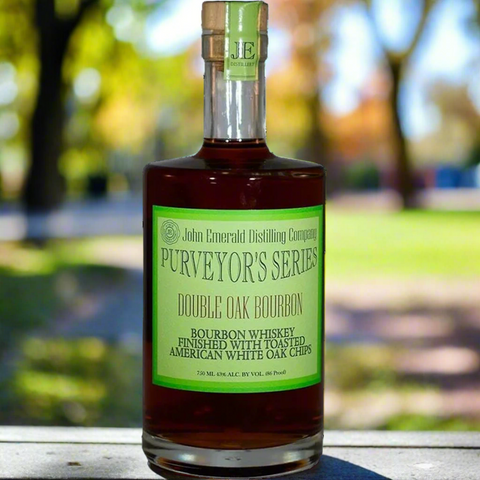 JE
DISTILLERY
John Emerald Distilling Company
PURVEYOR'S SERIES
DOUBLE OAK BOURBON
BOURBON WHISKEY
FINISHED WITH TOASTED
AMERICAN WHITE OAK CHIPS
750 ML 43% ALC. BY VOL. (86 Proof)